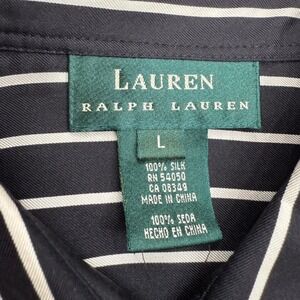 LAUREN
RALPH LAUREN
L
100% SILK
RN 54050
CA 08349
MADE IN CHINA
100% SEDA
HECHO EN CHINA